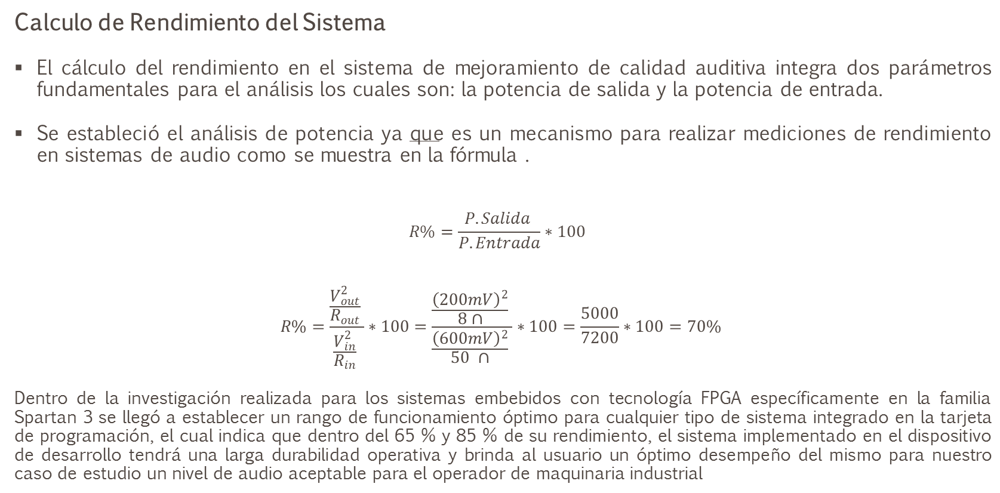 Calculo de Rendimiento del Sistema
▪ El cálculo del rendimiento en el sistema de mejoramiento de calidad auditiva integra dos parámetros
fundamentales para el análisis los cuales son: la potencia de salida y la potencia de entrada.
▪ Se estableció el análisis de potencia ya que es un mecanismo para realizar mediciones de rendimiento
en sistemas de audio como se muestra en la fórmula .
R% = \frac{P.Salida}{P.Entrada} * 100
R% = \frac{\frac{V_{out}^2}{R_{out}}}{\frac{V_{in}^2}{R_{in}}} * 100 = \frac{\frac{(200mV)^2}{8 ∩}}{\frac{(600mV)^2}{50 ∩}} * 100 = \frac{5000}{7200} * 100 = 70%
Dentro de la investigación realizada para los sistemas embebidos con tecnología FPGA específicamente en la familia
Spartan 3 se llegó a establecer un rango de funcionamiento óptimo para cualquier tipo de sistema integrado en la tarjeta
de programación, el cual indica que dentro del 65 % y 85 % de su rendimiento, el sistema implementado en el dispositivo
de desarrollo tendrá una larga durabilidad operativa y brinda al usuario un óptimo desempeño del mismo para nuestro
caso de estudio un nivel de audio aceptable para el operador de maquinaria industrial